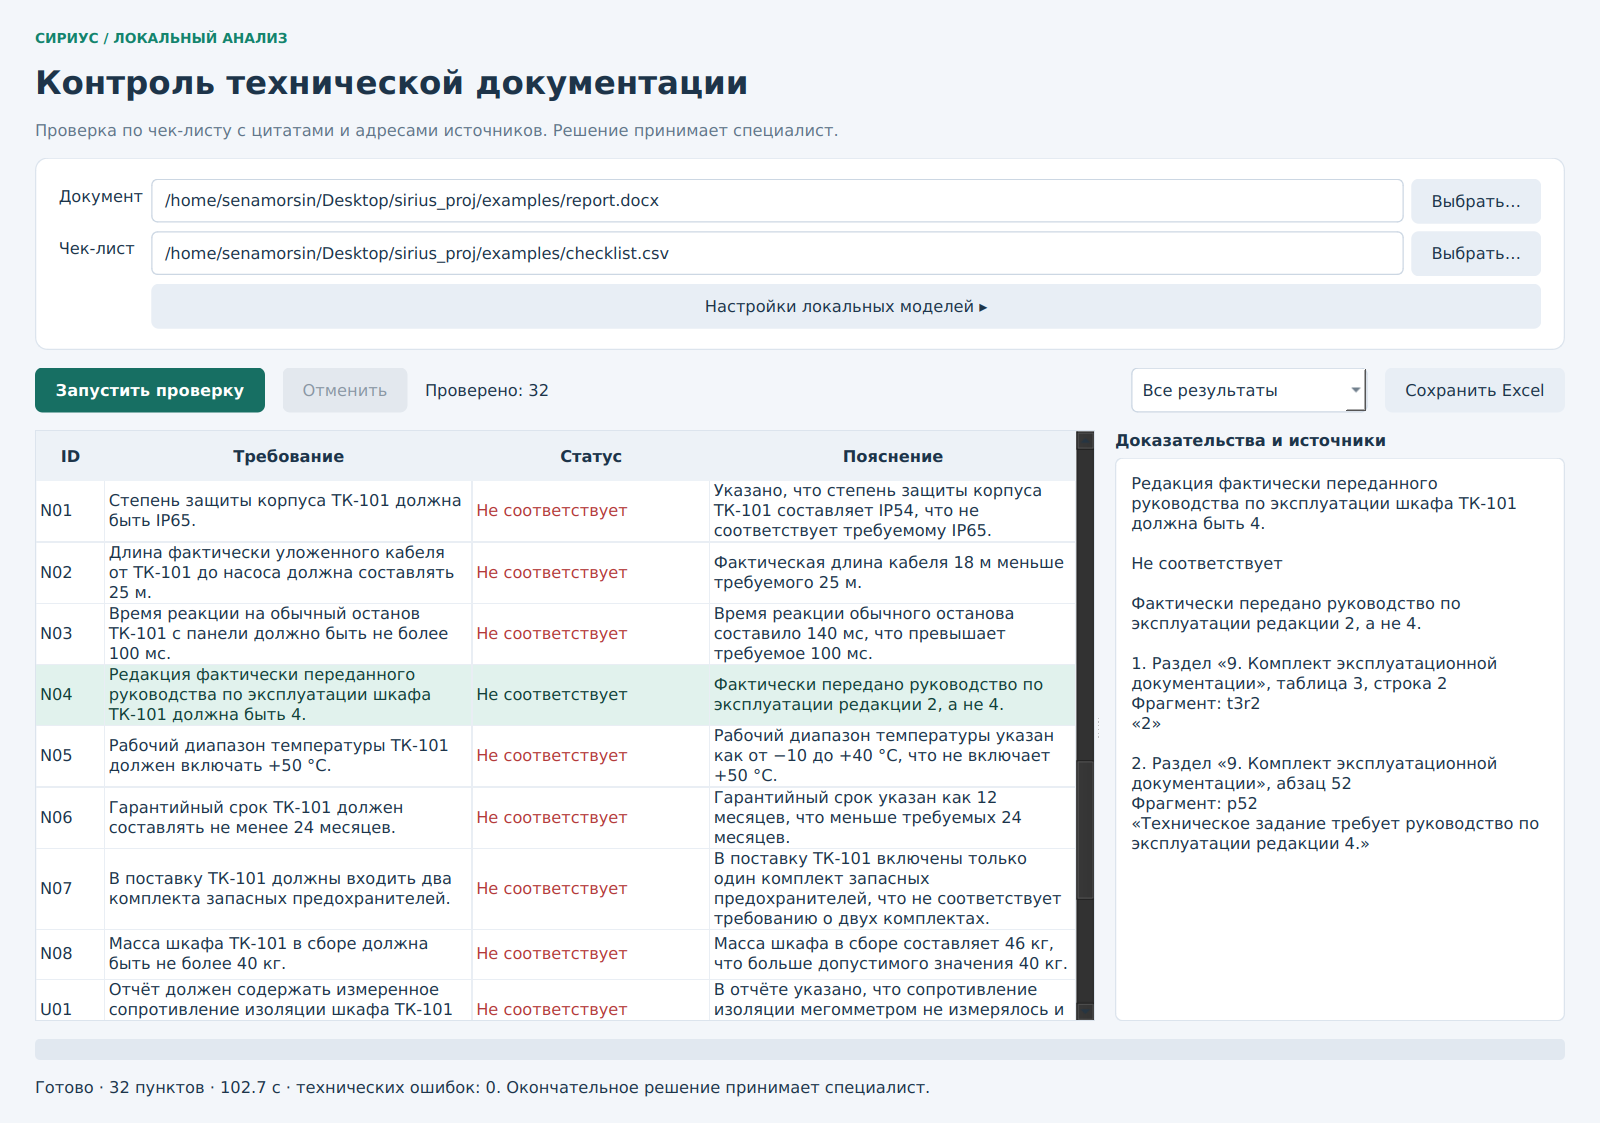 СИРИУС / ЛОКАЛЬНЫЙ АНАЛИЗ
Контроль технической документации
Проверка по чек-листу с цитатами и адресами источников. Решение принимает специалист.
Документ
/home/senamorsin/Desktop/sirius_proj/examples/report.docx
Выбрать...
Чек-лист
/home/senamorsin/Desktop/sirius_proj/examples/checklist.csv
Выбрать...
Настройки локальных моделей ▸
Запустить проверку
Отменить
Проверено: 32
Все результаты
Сохранить Excel
ID
Требование
Статус
Пояснение
N01
Степень защиты корпуса ТК-101 должна
быть IP65.
Не соответствует
Указано, что степень защиты корпуса
ТК-101 составляет IP54, что не
соответствует требуемому IP65.
N02
Длина фактически уложенного кабеля
от ТК-101 до насоса должна составлять
25 м.
Не соответствует
Фактическая длина кабеля 18 м меньше
требуемого 25 м.
N03
Время реакции на обычный останов
ТК-101 с панели должно быть не более
100 мс.
Не соответствует
Время реакции обычного останова
составило 140 мс, что превышает
требуемое 100 мс.
N04
Редакция фактически переданного
руководства по эксплуатации шкафа
ТК-101 должна быть 4.
Не соответствует
Фактически передано руководство по
эксплуатации редакции 2, а не 4.
N05
Рабочий диапазон температуры ТК-101
должен включать +50 °C.
Не соответствует
Рабочий диапазон температуры указан
как от −10 до +40 °C, что не включает
+50 °C.
N06
Гарантийный срок ТК-101 должен
составлять не менее 24 месяцев.
Не соответствует
Гарантийный срок указан как 12
месяцев, что меньше требуемых 24
месяцев.
N07
В поставку ТК-101 должны входить два
комплекта запасных предохранителей.
Не соответствует
В поставку ТК-101 включены только
один комплект запасных
предохранителей, что не соответствует
требованию о двух комплектах.
N08
Масса шкафа ТК-101 в сборе должна
быть не более 40 кг.
Не соответствует
Масса шкафа в сборе составляет 46 кг,
что больше допустимого значения 40 кг.
U01
Отчёт должен содержать измеренное
сопротивление изоляции шкафа ТК-101
Не соответствует
В отчёте указано, что сопротивление
изоляции мегомметром не измерялось и
Доказательства и источники
Редакция фактически переданного
руководства по эксплуатации шкафа ТК-101
должна быть 4.
Не соответствует
Фактически передано руководство по
эксплуатации редакции 2, а не 4.
1. Раздел «9. Комплект эксплуатационной
документации», таблица 3, строка 2
Фрагмент: t3r2
«2»
2. Раздел «9. Комплект эксплуатационной
документации», абзац 52
Фрагмент: p52
«Техническое задание требует руководство по
эксплуатации редакции 4.»
Готово · 32 пунктов · 102.7 с · технических ошибок: 0. Окончательное решение принимает специалист.